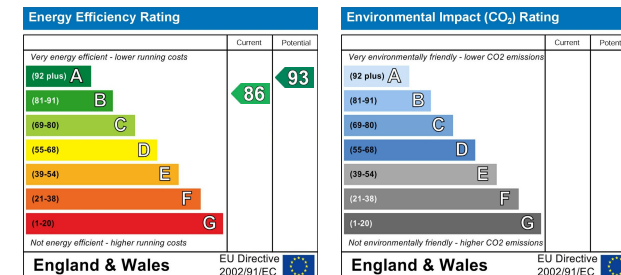 Energy Efficiency Rating
Current Potential
Very energy efficient - lower running costs
(92 plus) A
(81-91) B
(69-80) C
(55-68) D
(39-54) E
(21-38) F
(1-20) G
86
93
Not energy efficient - higher running costs
England & Wales
EU Directive
2002/91/EC
Environmental Impact (CO₂) Rating
Current Potent
Very environmentally friendly - lower CO2 emissions
(92 plus) A
(81-91) B
(69-80) C
(55-68) D
(39-54) E
(21-38) F
(1-20) G
Not environmentally friendly - higher CO2 emissions
England & Wales
EU Directive
2002/91/EC